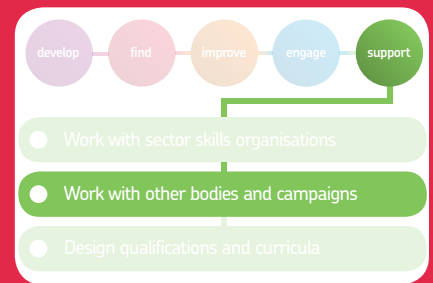 develop find improve engage support
Work with sector skills organisations
Work with other bodies and campaigns
Design qualifications and curricula